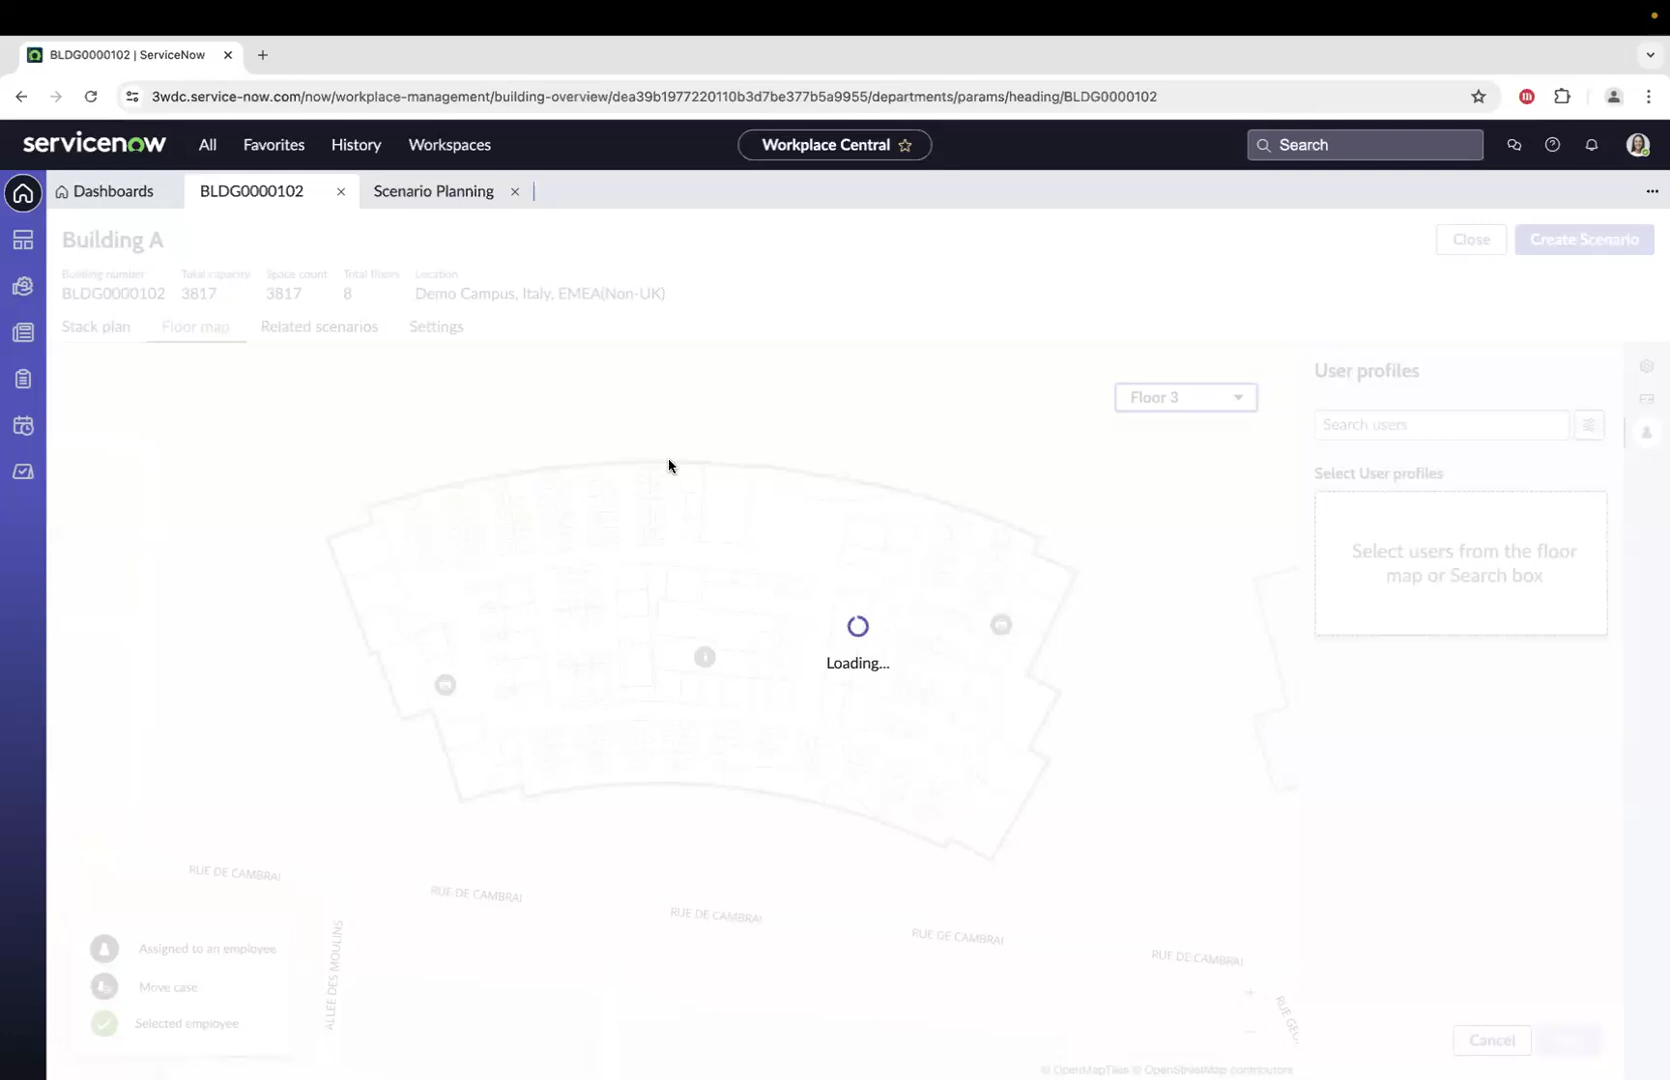 BLDG0000102 | ServiceNow
3wdc.service-now.com/now/workplace-management/building-overview/dea39b1977220110b3d7be377b5a9955/departments/params/heading/BLDG0000102
servicenow All Favorites History Workspaces Workplace Central Search
Dashboards BLDG0000102 Scenario Planning
Building A Close Create Scenario
Building number Total capacity Space count Total floors Location
BLDG0000102 3817 3817 8 Demo Campus, Italy, EMEA(Non-UK)
Stack plan Floor map Related scenarios Settings
User profiles
Floor 3
Search users
Select User profiles
Select users from the floor
map or Search box
Loading...
RUE DE CAMBRAI
RUE DE CAMBRAI
RUE DE CAMBRAI
RUE GE CAMBRAI
RUE DE CAMBRAI
ALLEE DES MOULINS
Assigned to an employee
Move case
Selected employee
Cancel
© OpenMapTiles © OpenStreetMap contributors